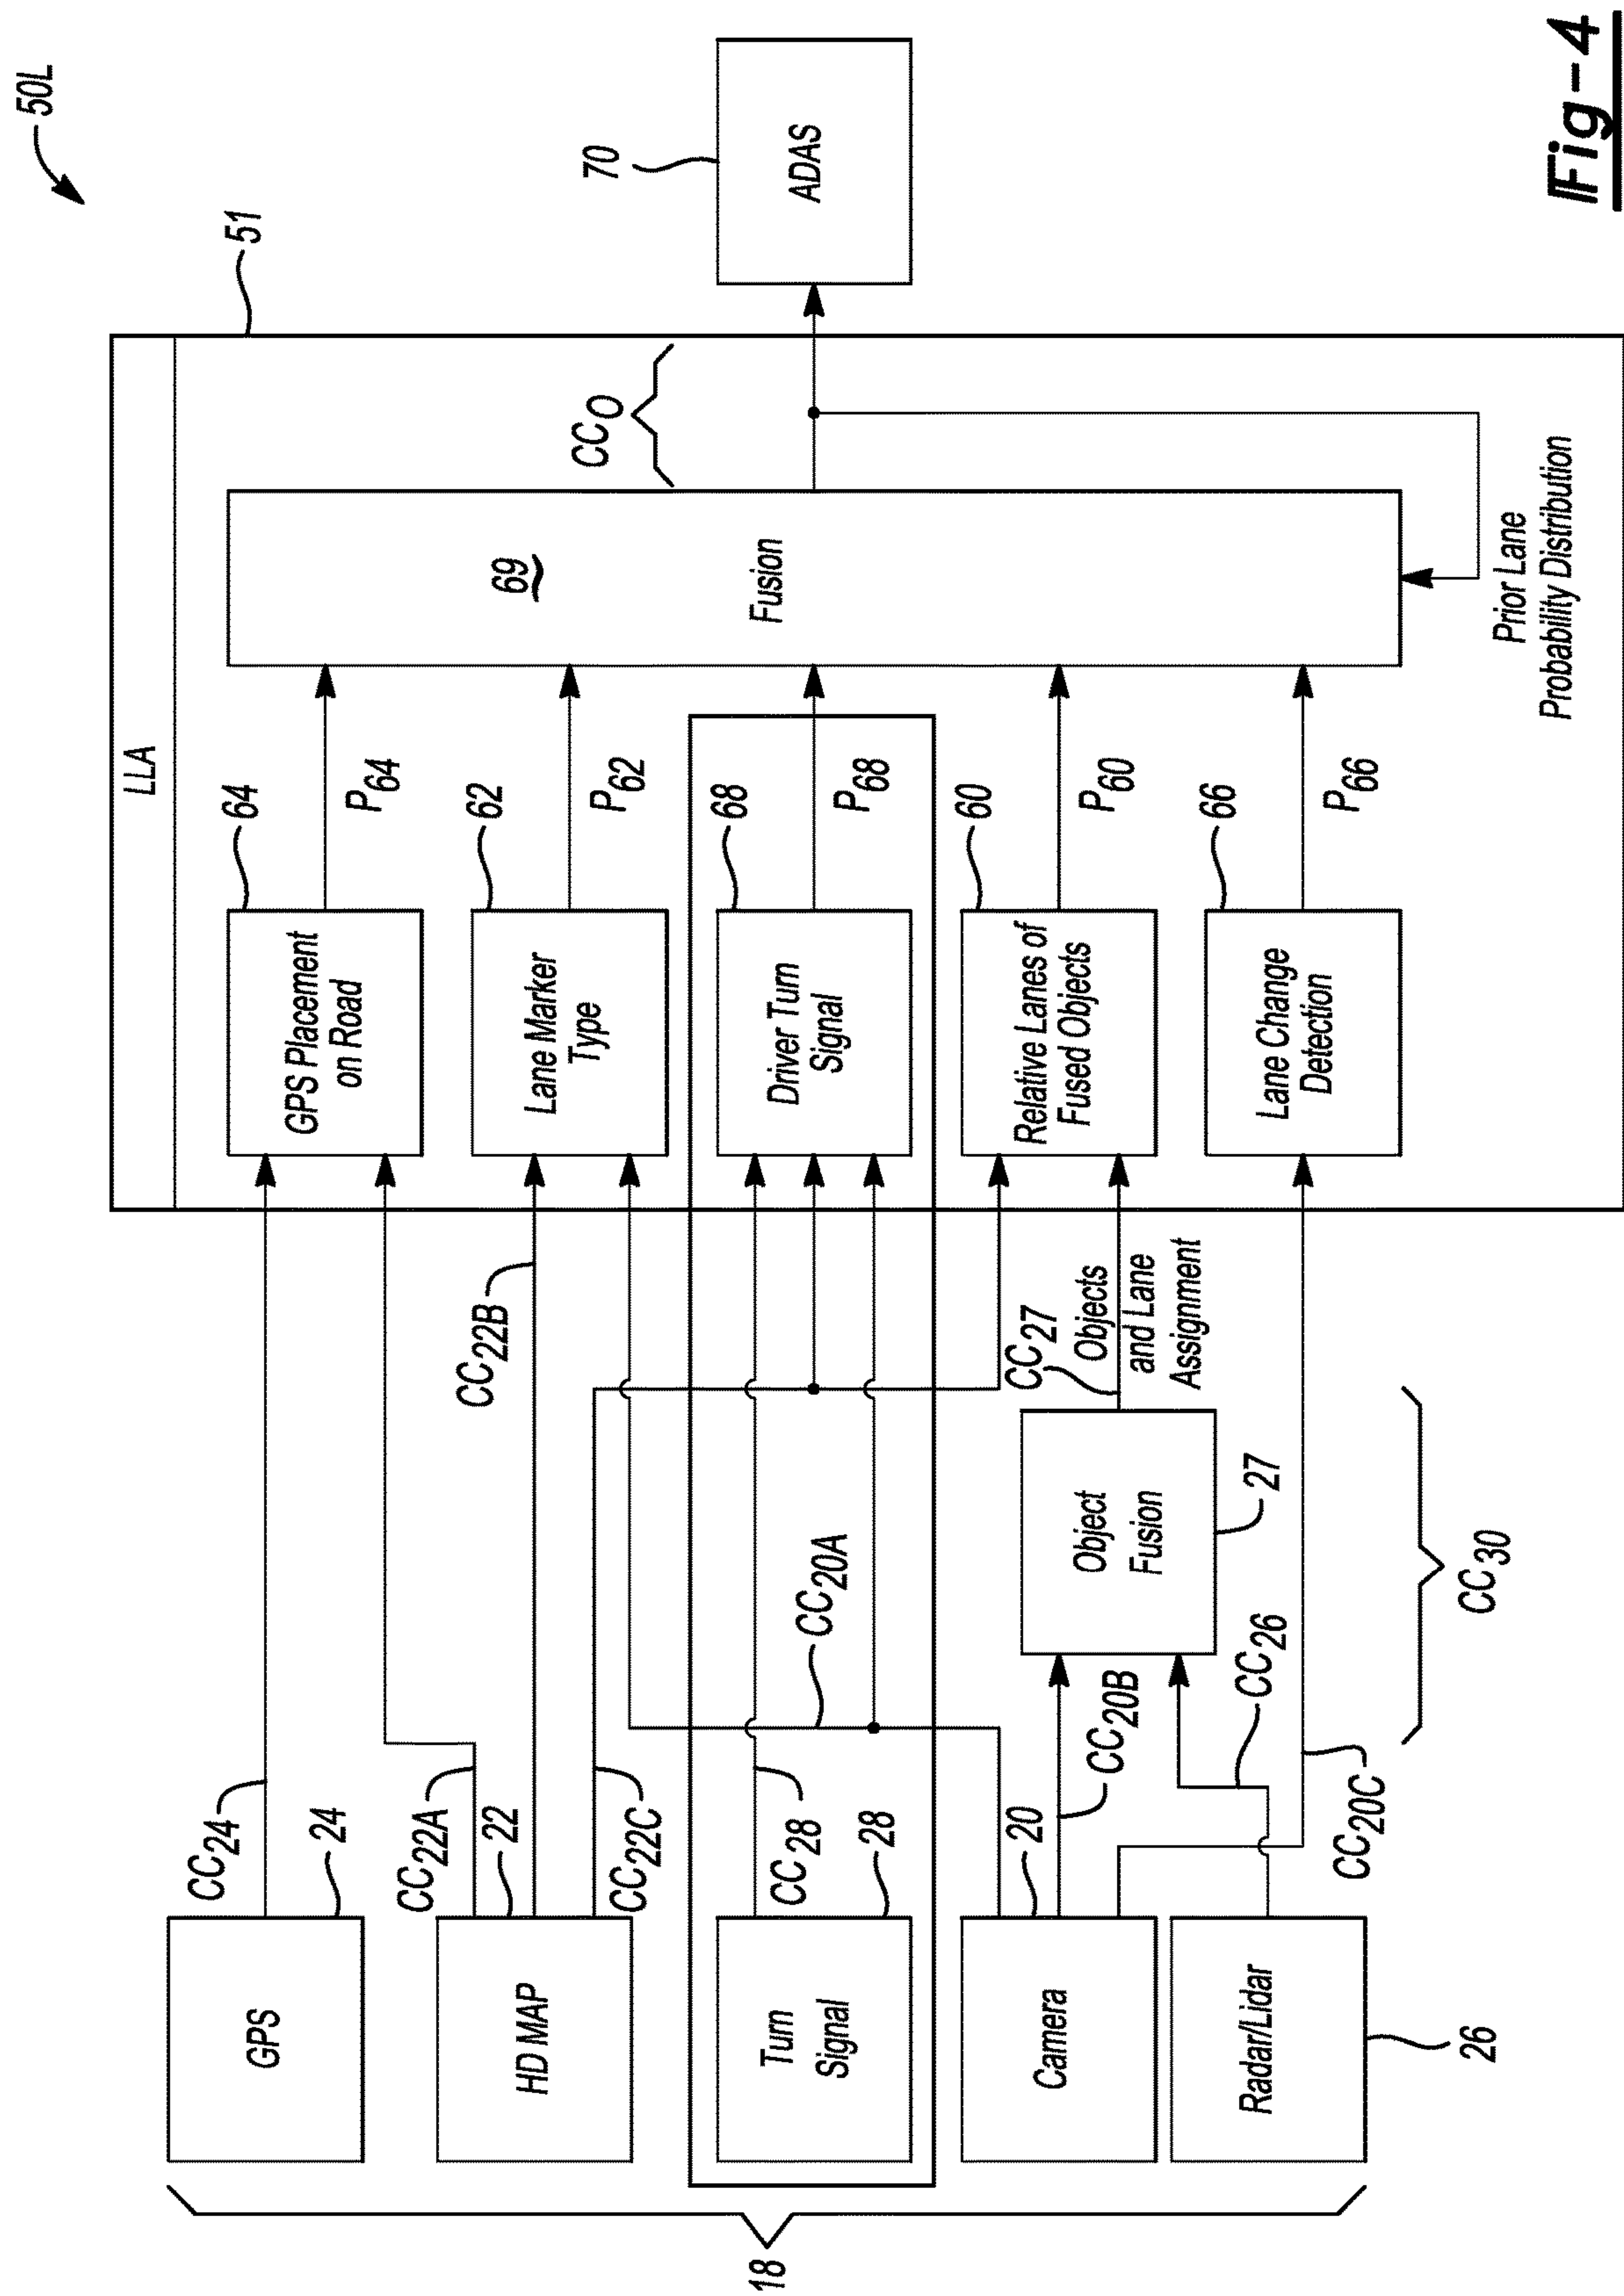 50L
51
LLA
18
GPS
24
CC24
HD MAP
22
CC22A
CC22B
CC22C
Turn
Signal
28
CC28
Camera
20
CC20A
CC20B
CC20C
Radar/Lidar
26
CC26
Object
Fusion
27
CC27
Objects
and Lane
Assignment
CC30
GPS Placement
on Road
64
P64
Lane Marker
Type
62
P62
Driver Turn
Signal
68
P68
Relative Lanes of
Fused Objects
60
P60
Lane Change
Detection
66
P66
69
Fusion
CCO
Prior Lane
Probability Distribution
70
ADAS
Fig-4